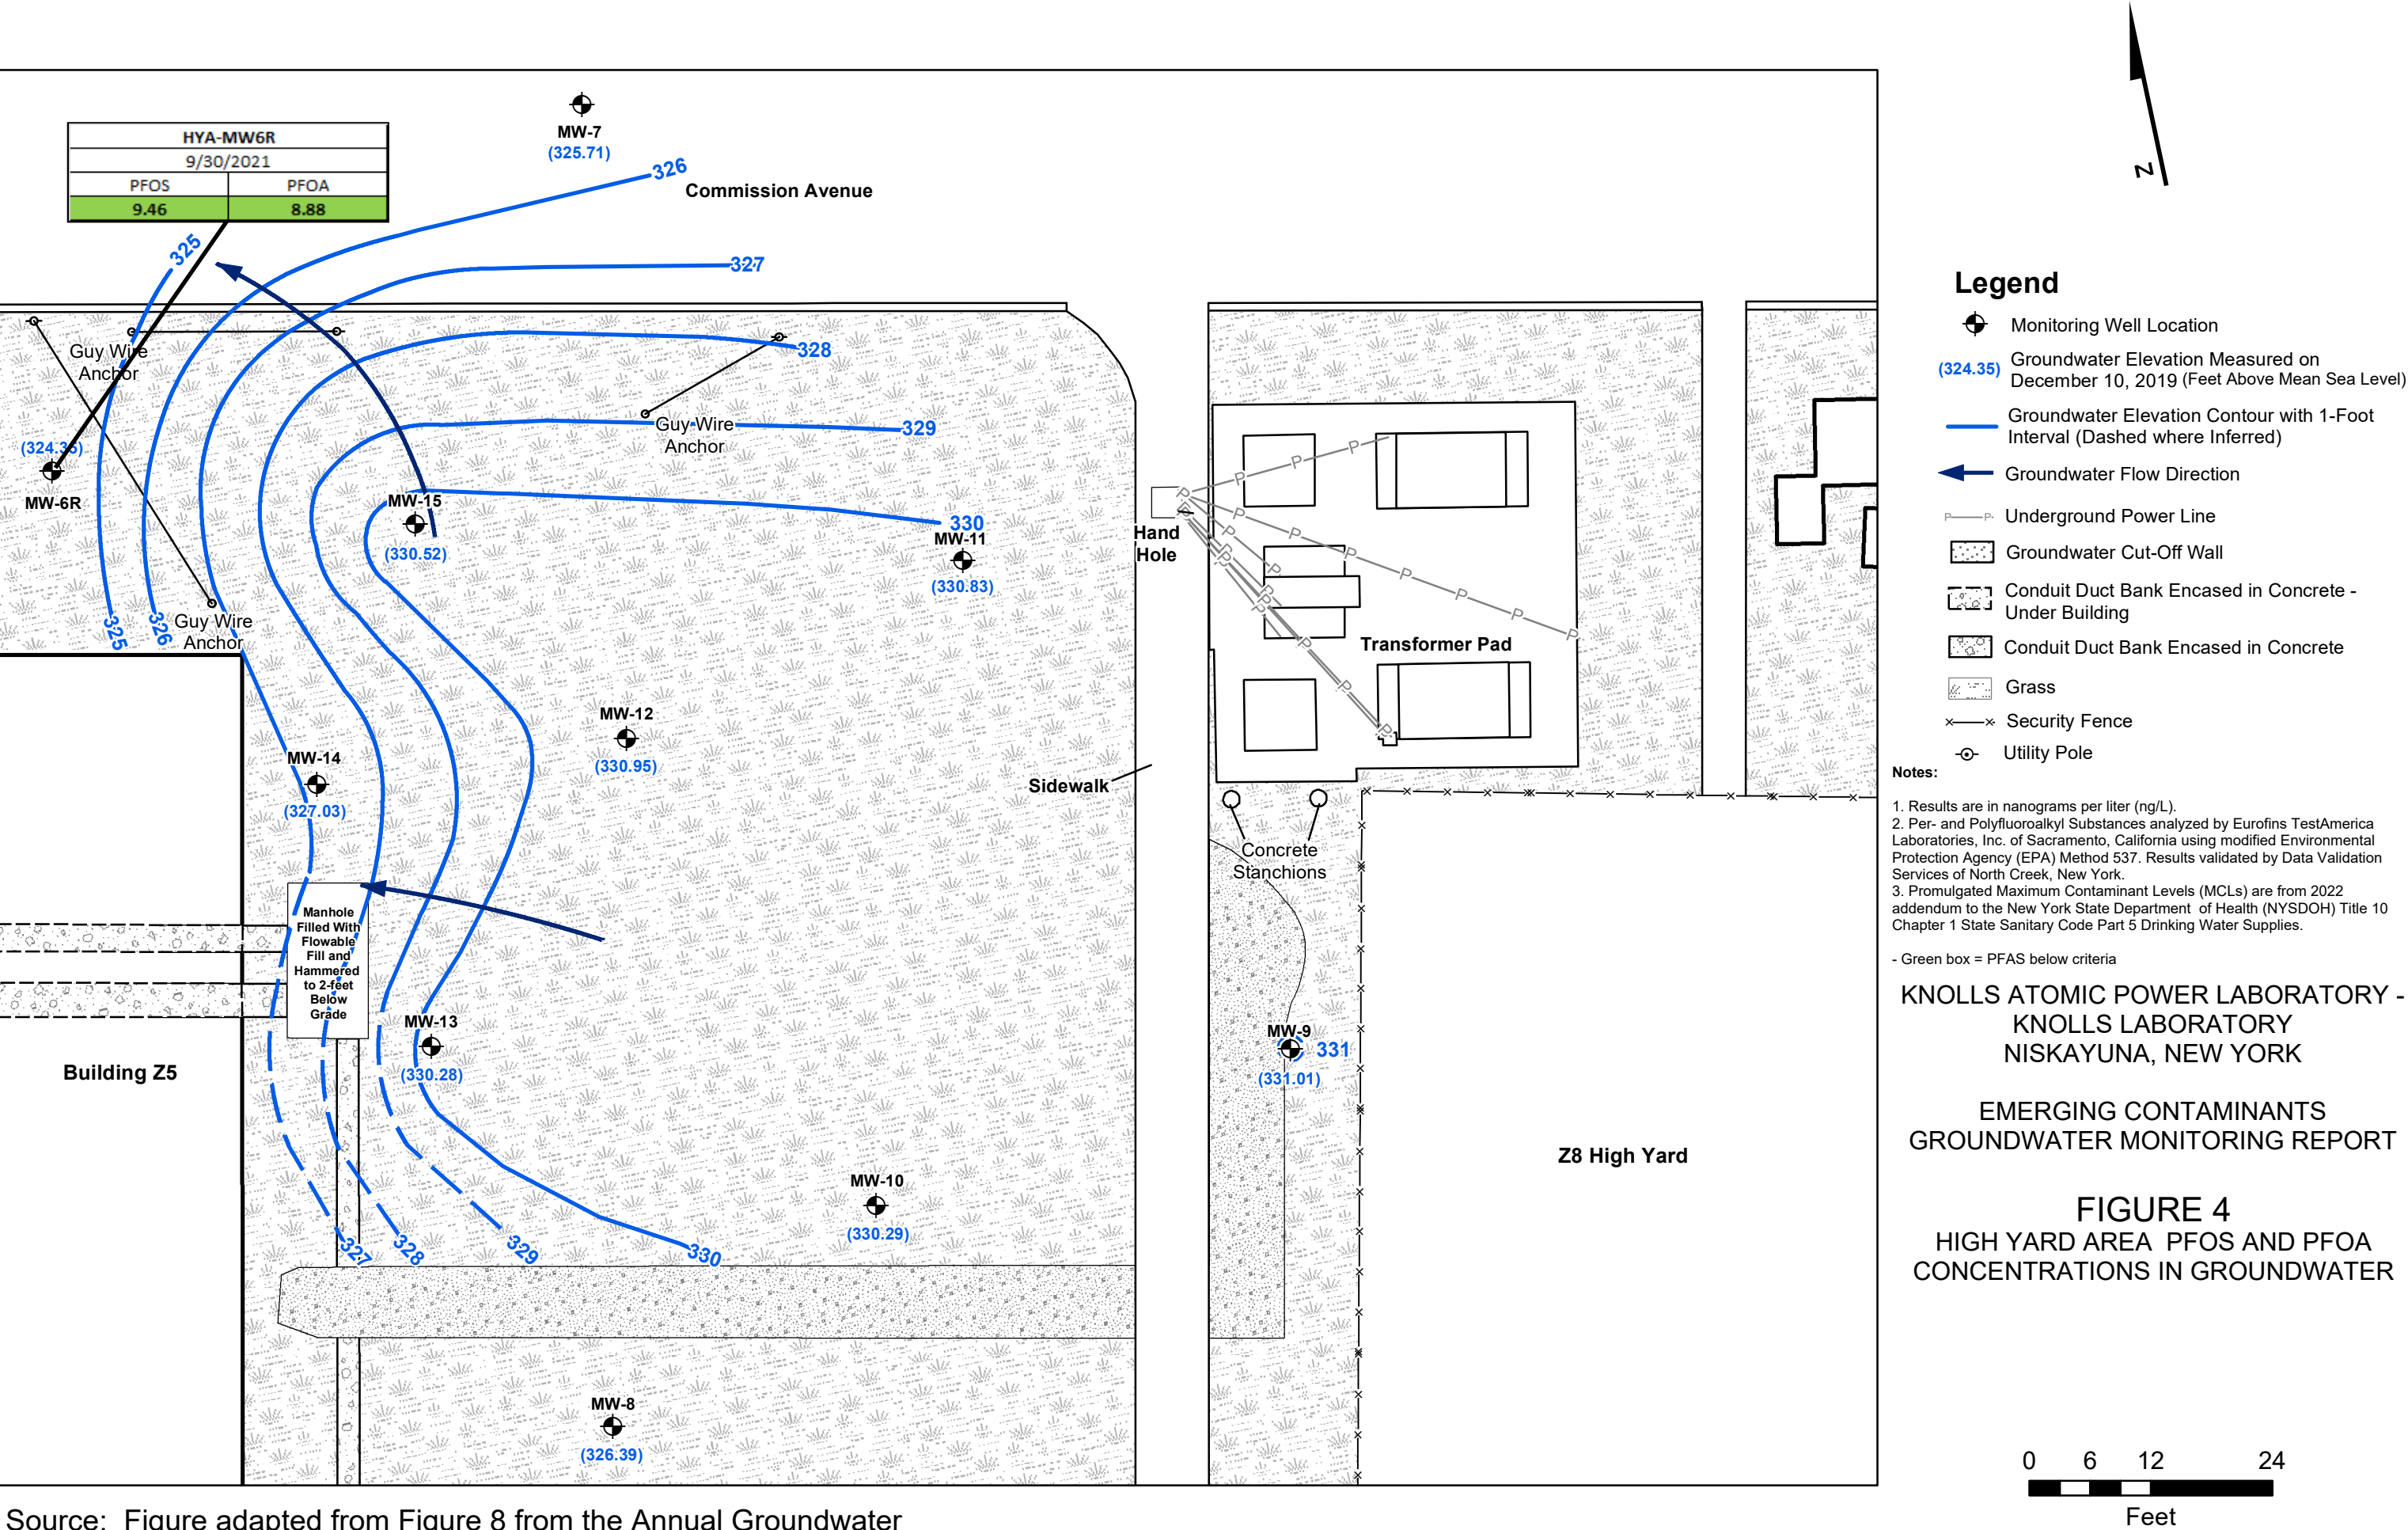 HYA-MW6R
9/30/2021
PFOS PFOA
9.46 8.88
MW-7
(325.71)
326
Commission Avenue
325
327
328
Guy Wire
Anchor
329
Guy Wire
Anchor
MW-6R
MW-15
(330.52)
330
MW-11
(330.83)
Hand
Hole
325
326
Guy Wire
Anchor
Transformer Pad
P P P P P P P P P P P P P P P
MW-12
(330.95)
MW-14
(327.03)
Sidewalk
Concrete
Stanchions
Manhole
Filled With
Flowable
Fill and
Hammered
to 2-feet
Below
Grade
MW-13
(330.28)
MW-9
331
(331.01)
Building Z5
Z8 High Yard
MW-10
(330.29)
327
328
329
330
MW-8
(326.39)
Source: Figure adapted from Figure 8 from the Annual Groundwater
N
Legend
Monitoring Well Location
(324.35) Groundwater Elevation Measured on
December 10, 2019 (Feet Above Mean Sea Level)
Groundwater Elevation Contour with 1-Foot
Interval (Dashed where Inferred)
Groundwater Flow Direction
P P Underground Power Line
Groundwater Cut-Off Wall
Conduit Duct Bank Encased in Concrete -
Under Building
Conduit Duct Bank Encased in Concrete
Grass
Security Fence
Utility Pole
Notes:
1. Results are in nanograms per liter (ng/L).
2. Per- and Polyfluoroalkyl Substances analyzed by Eurofins TestAmerica
Laboratories, Inc. of Sacramento, California using modified Environmental
Protection Agency (EPA) Method 537. Results validated by Data Validation
Services of North Creek, New York.
3. Promulgated Maximum Contaminant Levels (MCLs) are from 2022
addendum to the New York State Department of Health (NYSDOH) Title 10
Chapter 1 State Sanitary Code Part 5 Drinking Water Supplies.
- Green box = PFAS below criteria
KNOLLS ATOMIC POWER LABORATORY -
KNOLLS LABORATORY
NISKAYUNA, NEW YORK
EMERGING CONTAMINANTS
GROUNDWATER MONITORING REPORT
FIGURE 4
HIGH YARD AREA PFOS AND PFOA
CONCENTRATIONS IN GROUNDWATER
0 6 12 24
Feet